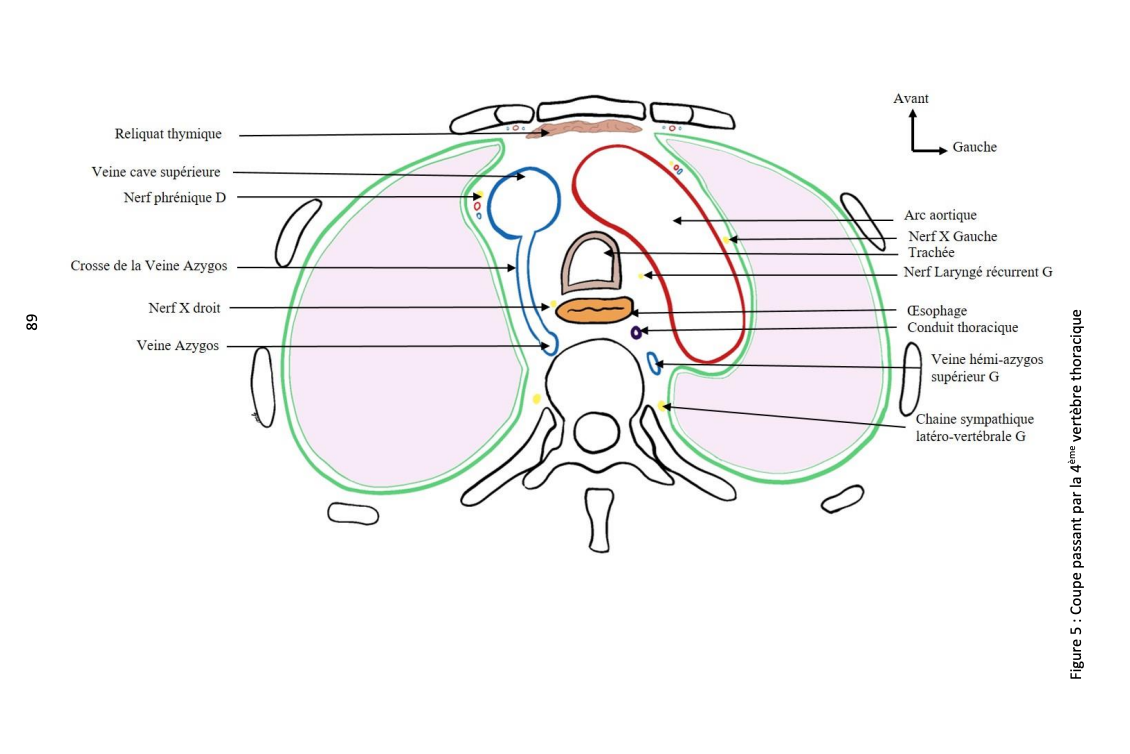 Reliquat thymique
Veine cave supérieure
Nerf phrénique D
Crosse de la Veine Azygos
Nerf X droit
Veine Azygos
Avant
Gauche
Arc aortique
Nerf X Gauche
Trachée
Nerf Laryngé récurrent G
Œsophage
Conduit thoracique
Veine hémi-azygos
supérieur G
Chaine sympathique
latéro-vertébrale G
Figure 5 : Coupe passant par la 4ème vertèbre thoracique
89